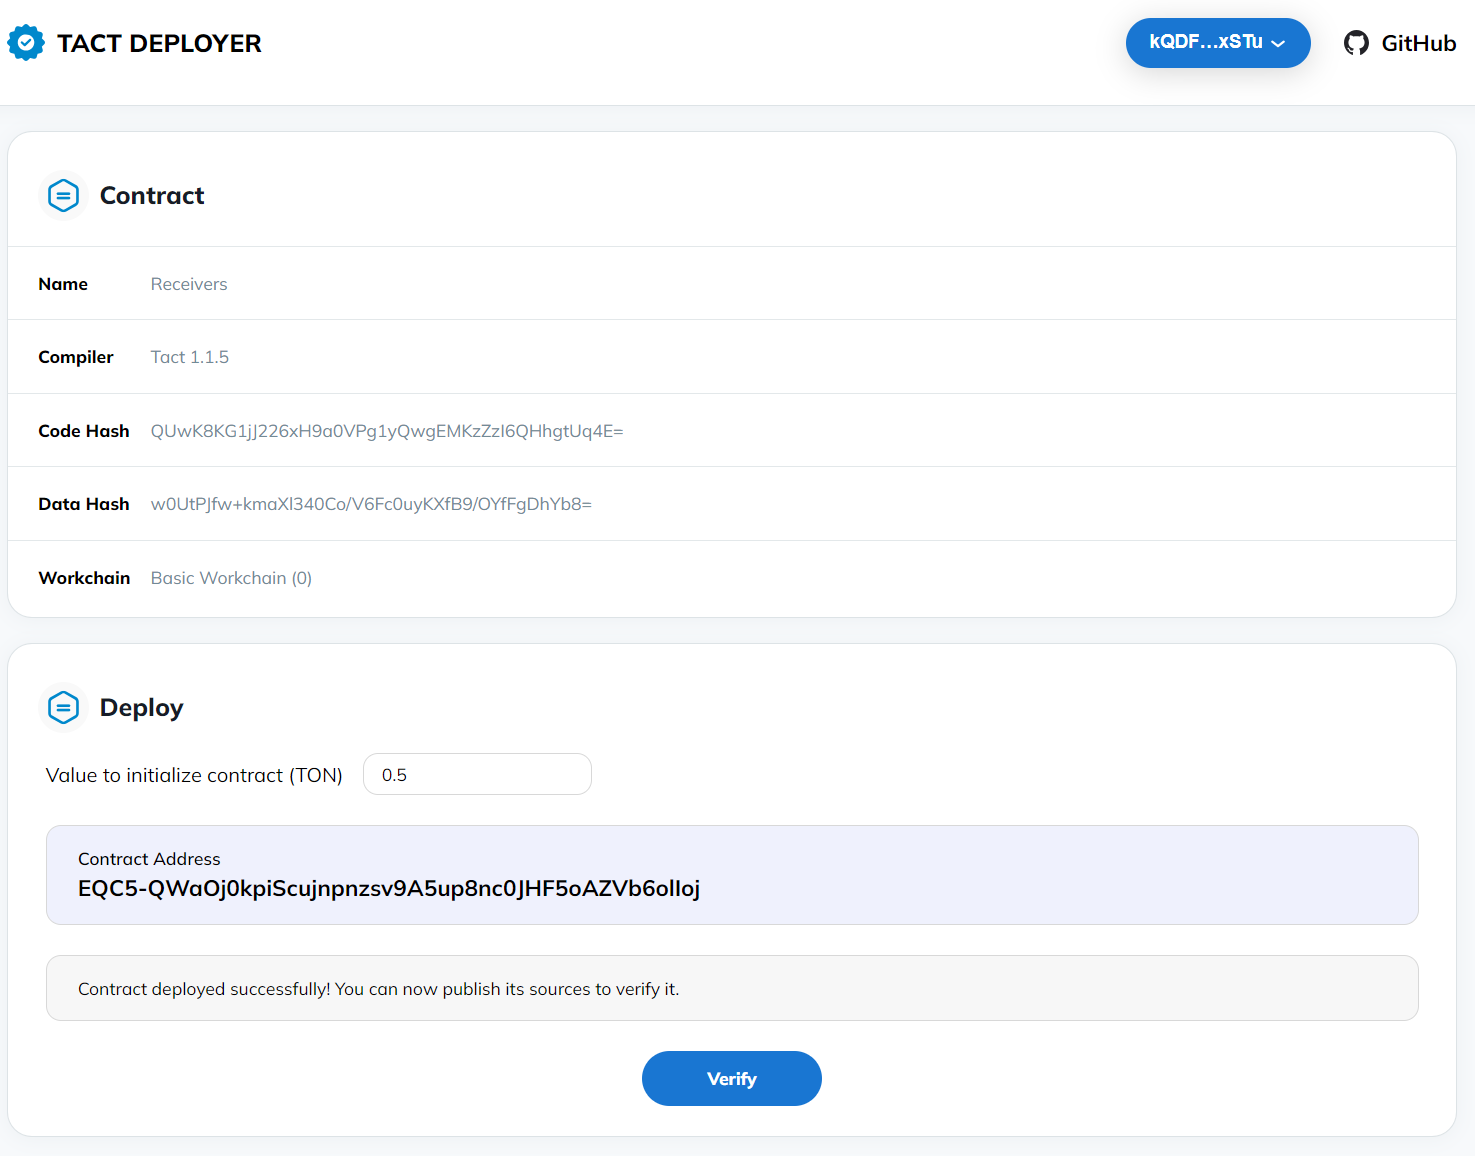 TACT DEPLOYER
kQDF...xSTu
GitHub
Contract
Name Receivers
Compiler Tact 1.1.5
Code Hash QUwK8KG1jJ226xH9a0VPg1yQwgEMKzZzI6QHhgtUq4E=
Data Hash w0UtPJfw+kmaXl340Co/V6Fc0uyKXfB9/OYfFgDhYb8=
Workchain Basic Workchain (0)
Deploy
Value to initialize contract (TON) 0.5
Contract Address
EQC5-QWaOj0kpiScujnpnzsv9A5up8nc0JHF5oAZVb6olIoj
Contract deployed successfully! You can now publish its sources to verify it.
Verify